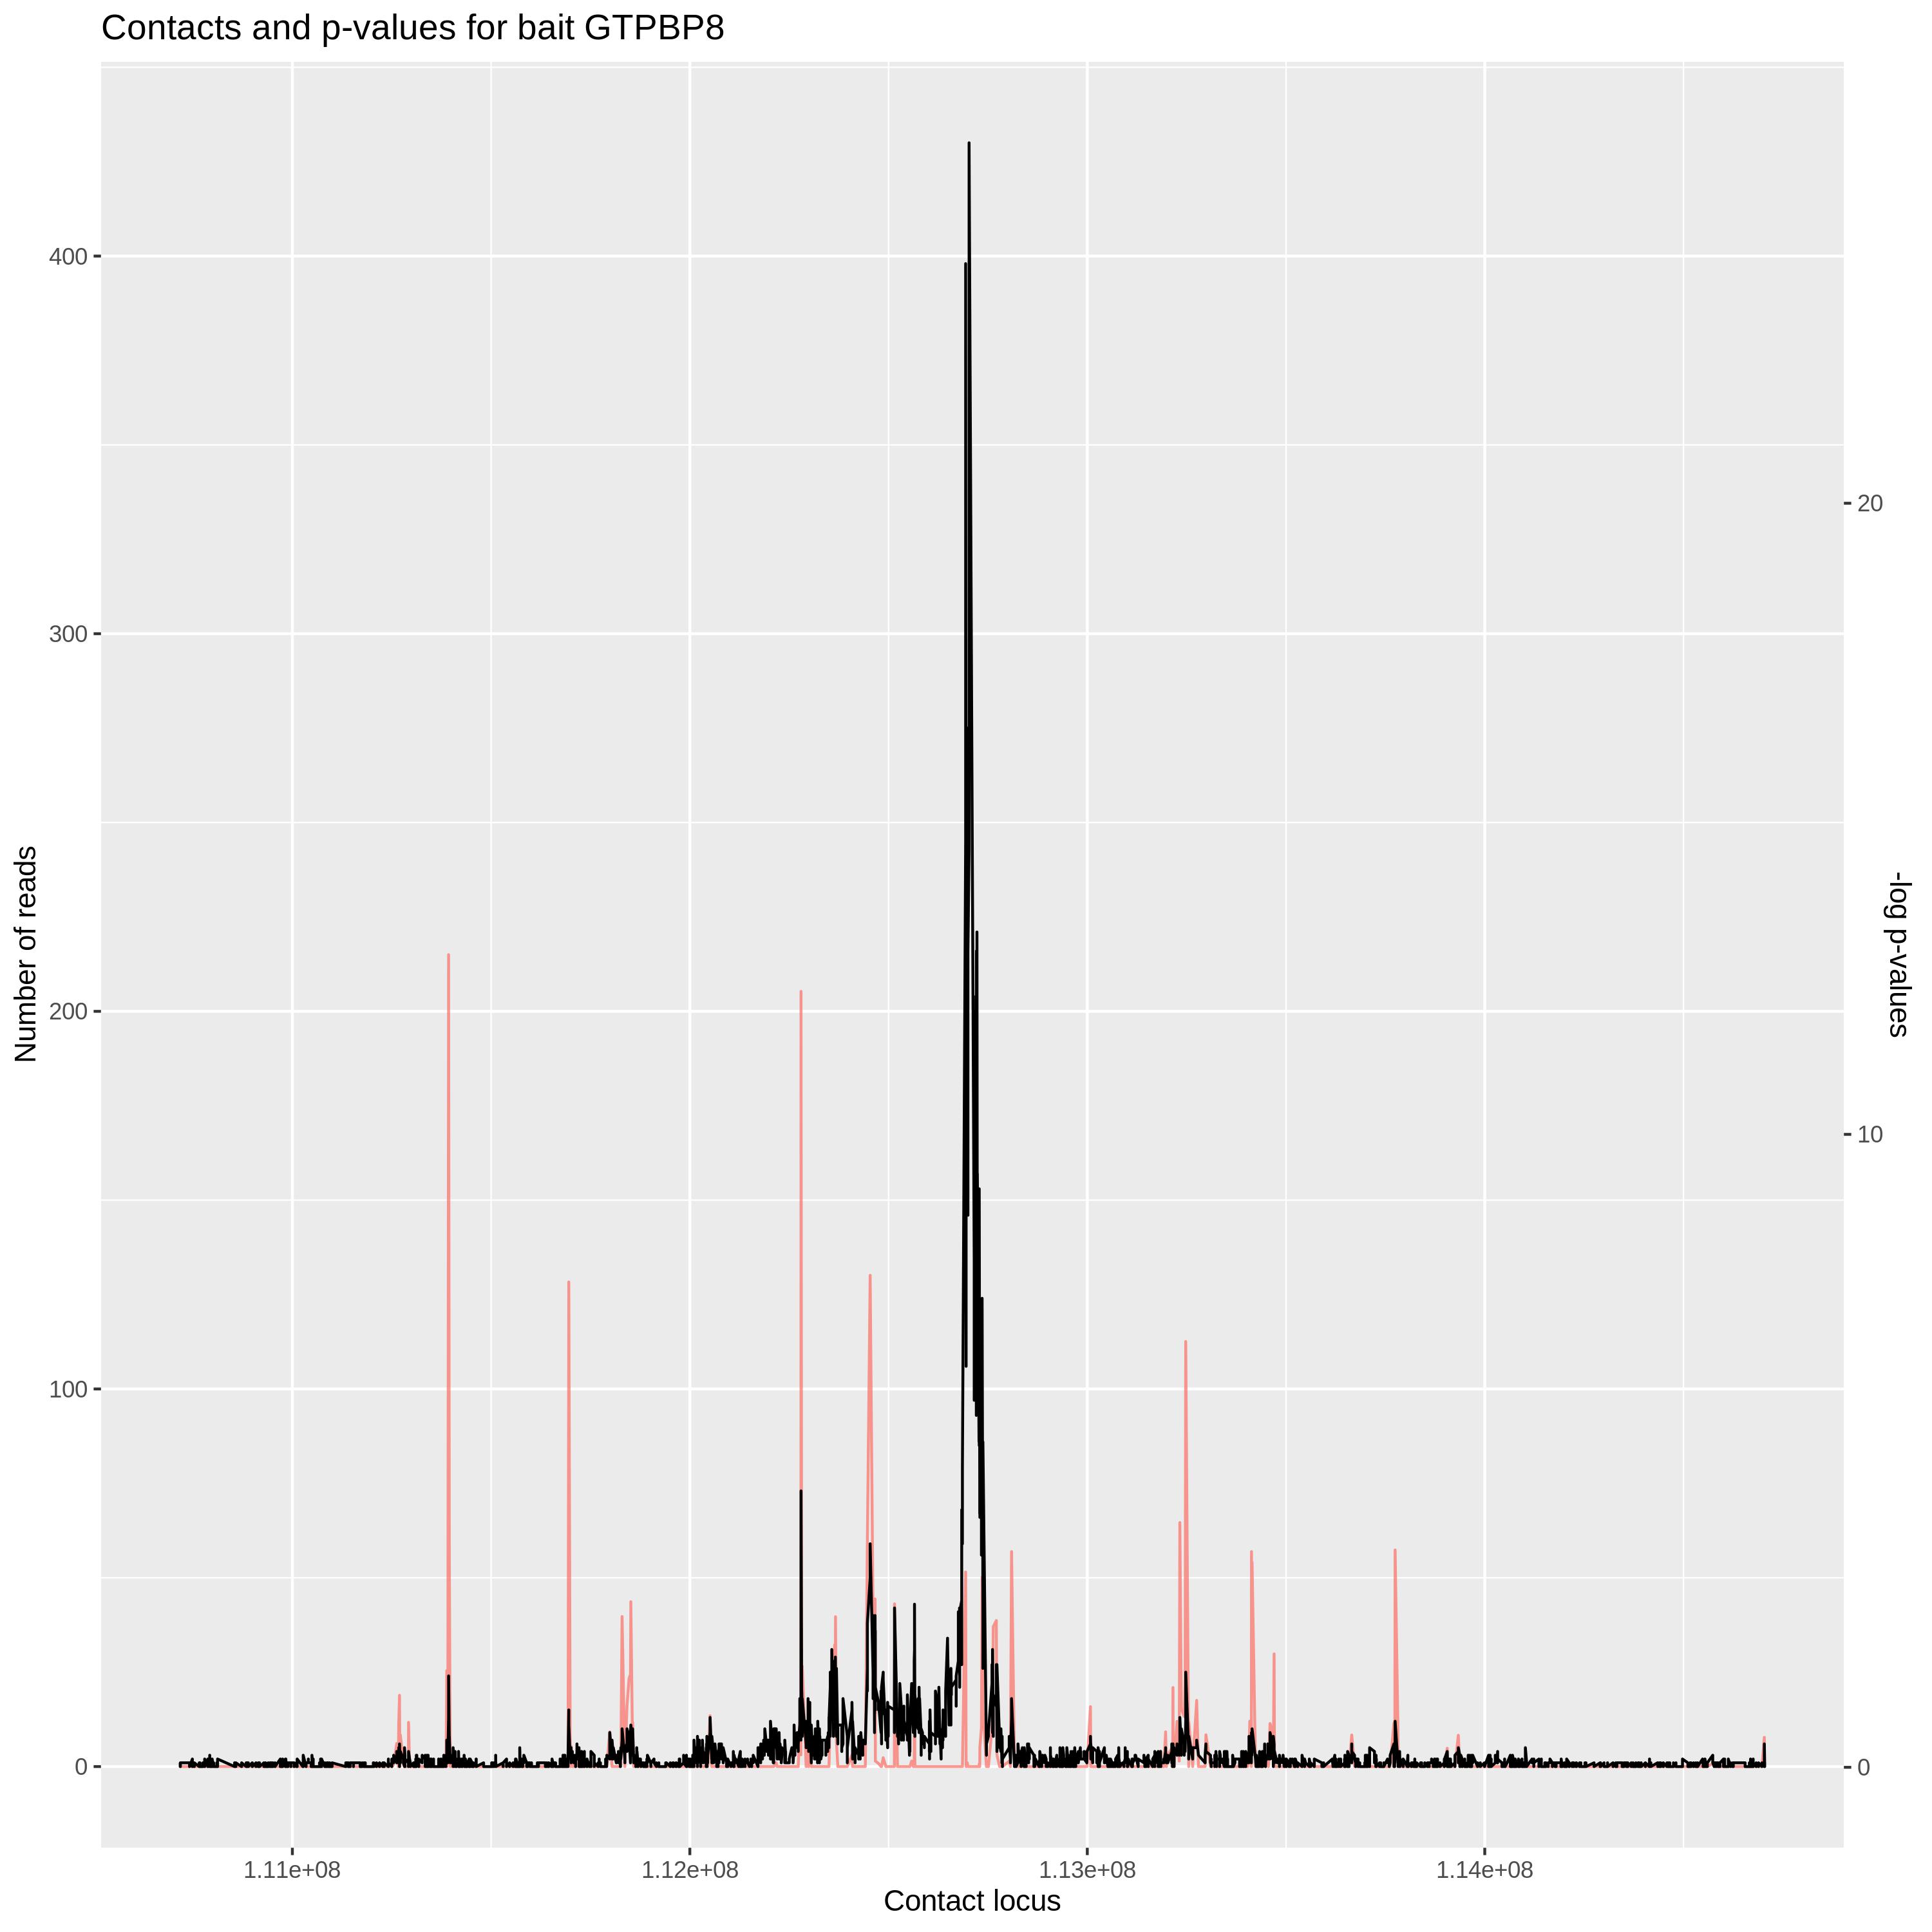 Contacts and p-values for bait GTPBP8
400
300
200
100
0
Number of reads
20
10
0
-log p-values
1.11e+08
1.12e+08
1.13e+08
1.14e+08
Contact locus